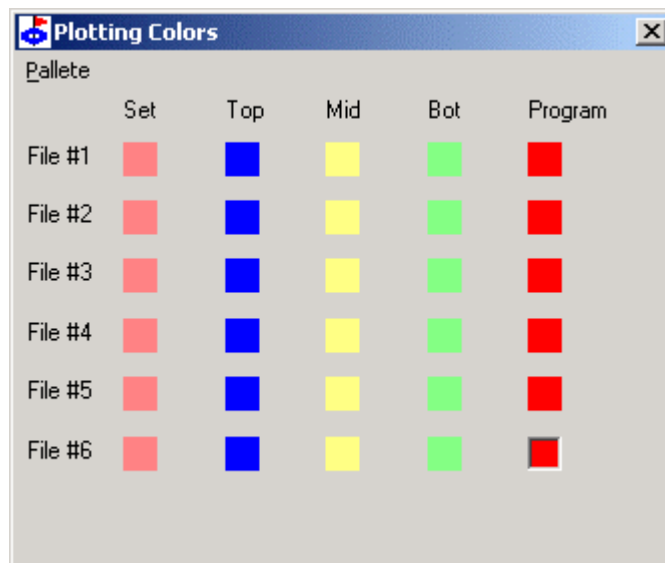 Plotting Colors
Pallete
Set Top Mid Bot Program
File #1
File #2
File #3
File #4
File #5
File #6